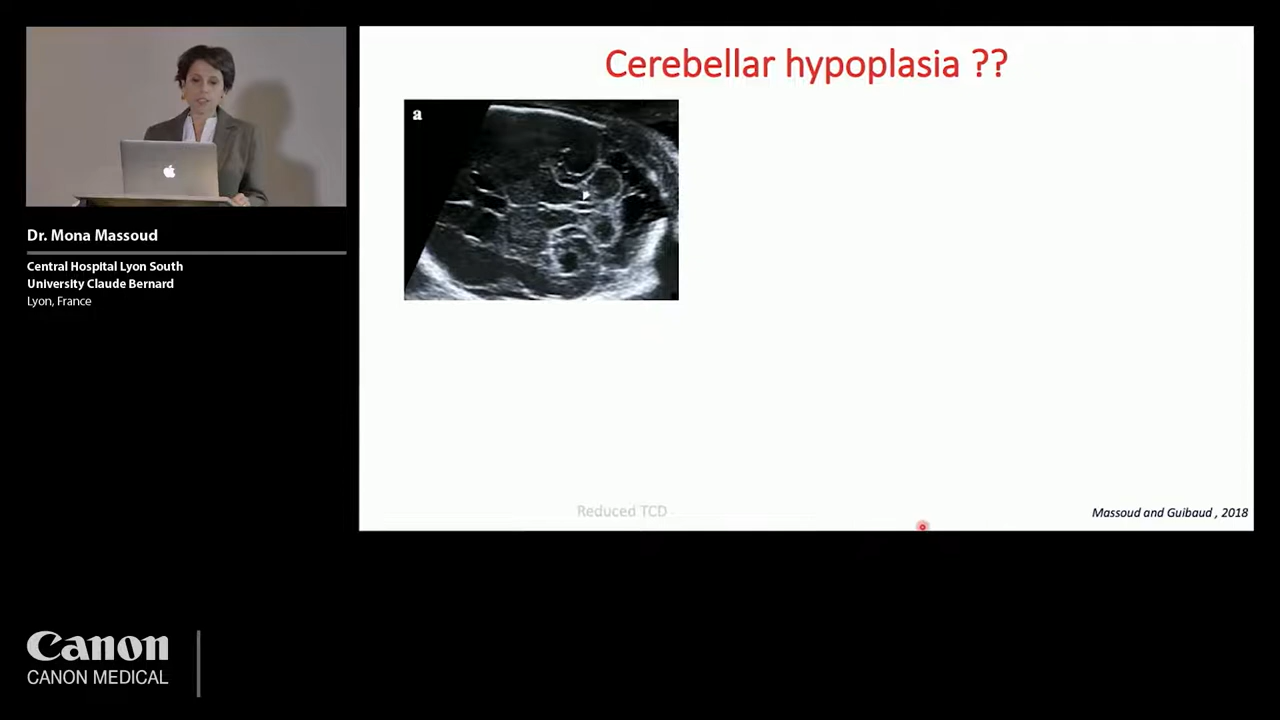 Cerebellar hypoplasia ??
a
Dr. Mona Massoud
Central Hospital Lyon South
University Claude Bernard
Lyon, France
Reduced TCD
Massoud and Guibaud , 2018
Canon
CANON MEDICAL